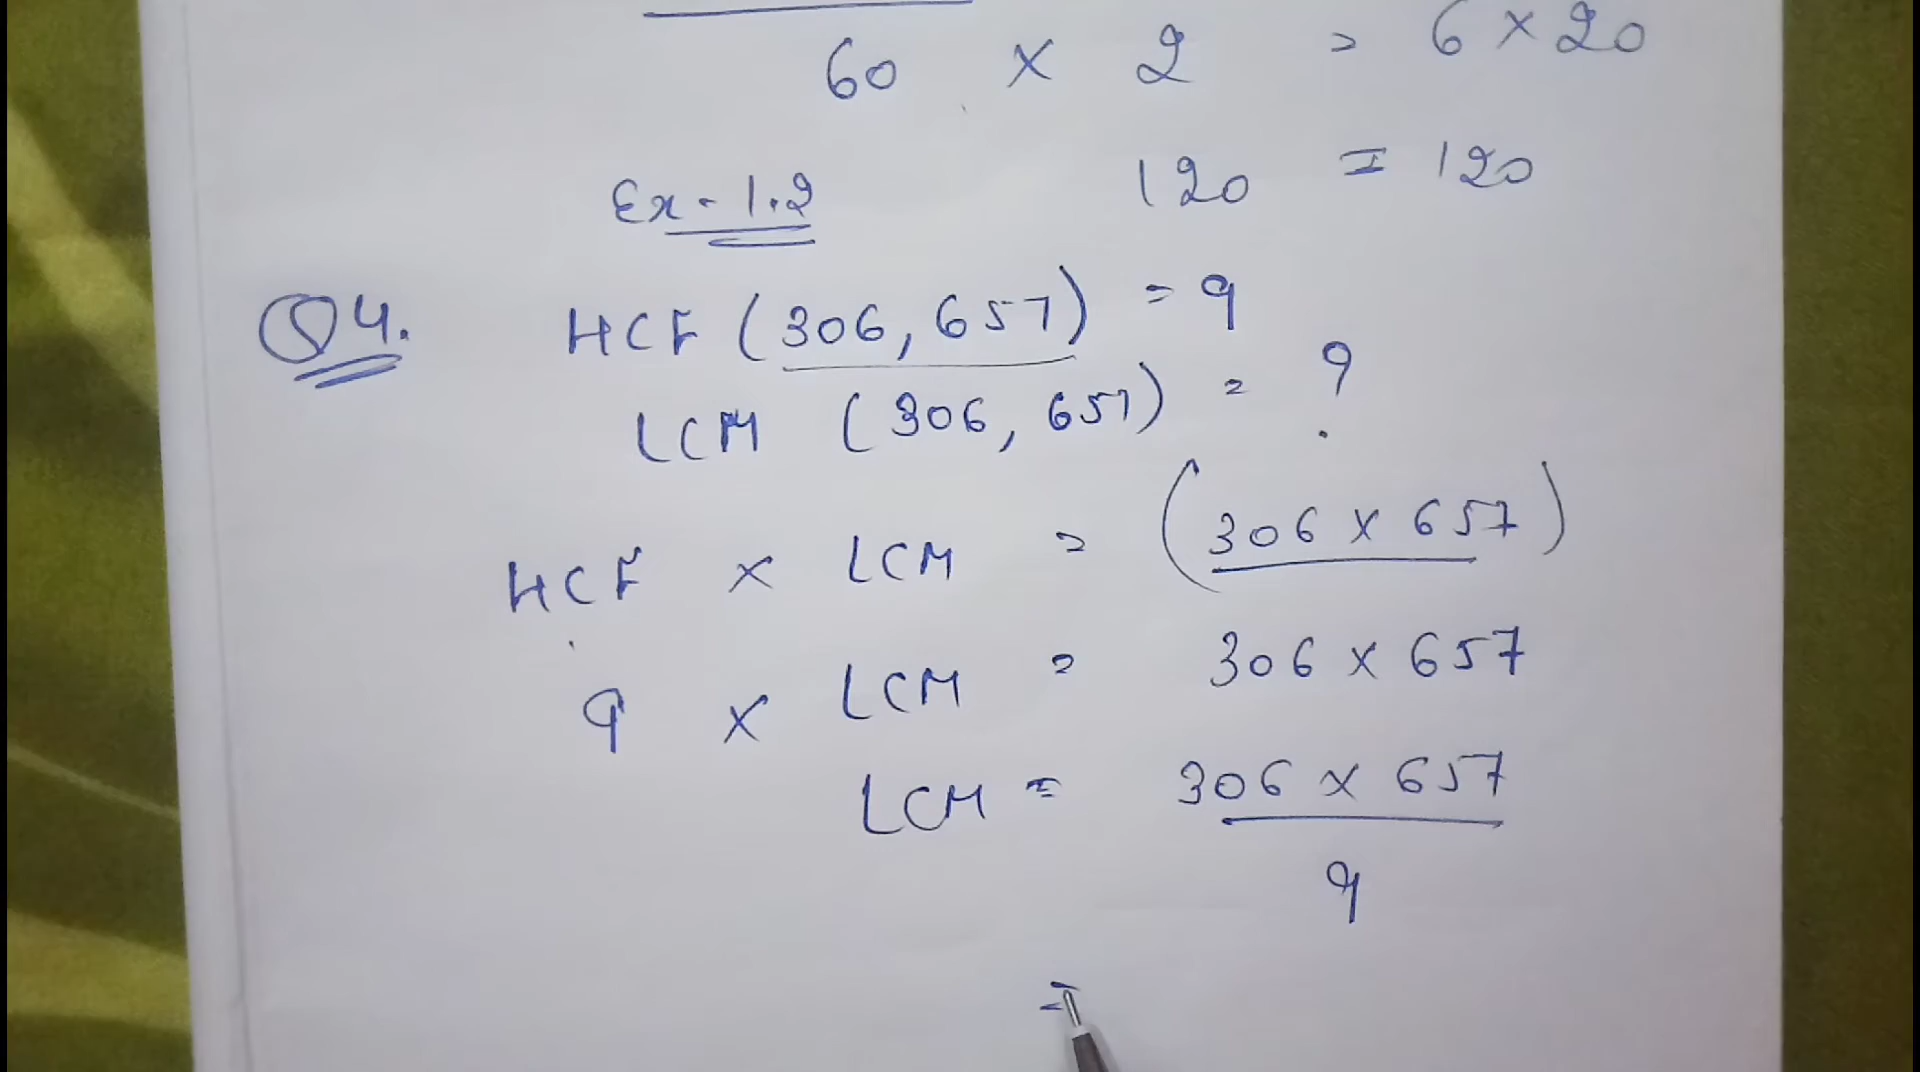 60 × 2 = 6 × 20
120 = 120
Ex - 1.2
Q4. HCF (306, 657) = 9
LCM (306, 657) = ?
HCF × LCM = (306 × 657)
9 × LCM = 306 × 657
LCM = 306 × 657
9
=